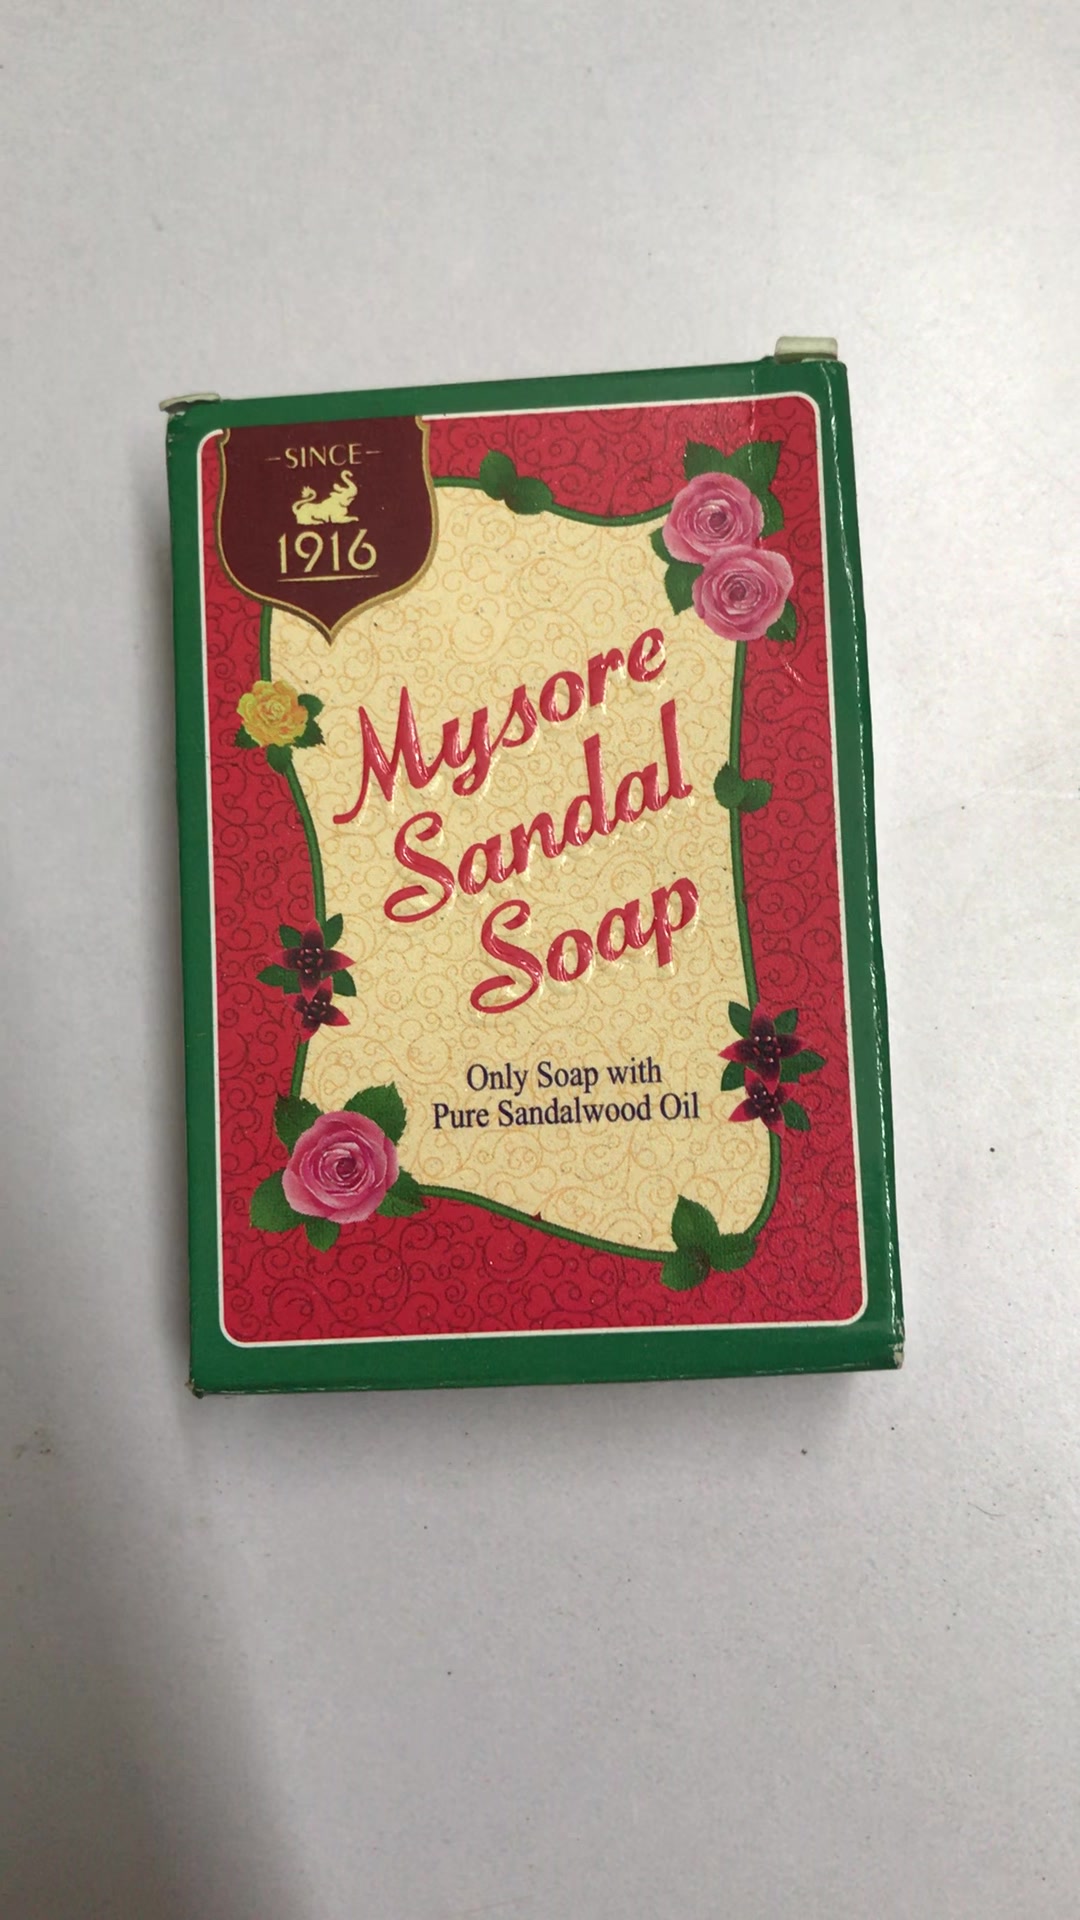 -SINCE-
1916
Mysore
Sandal
Soap
Only Soap with
Pure Sandalwood Oil